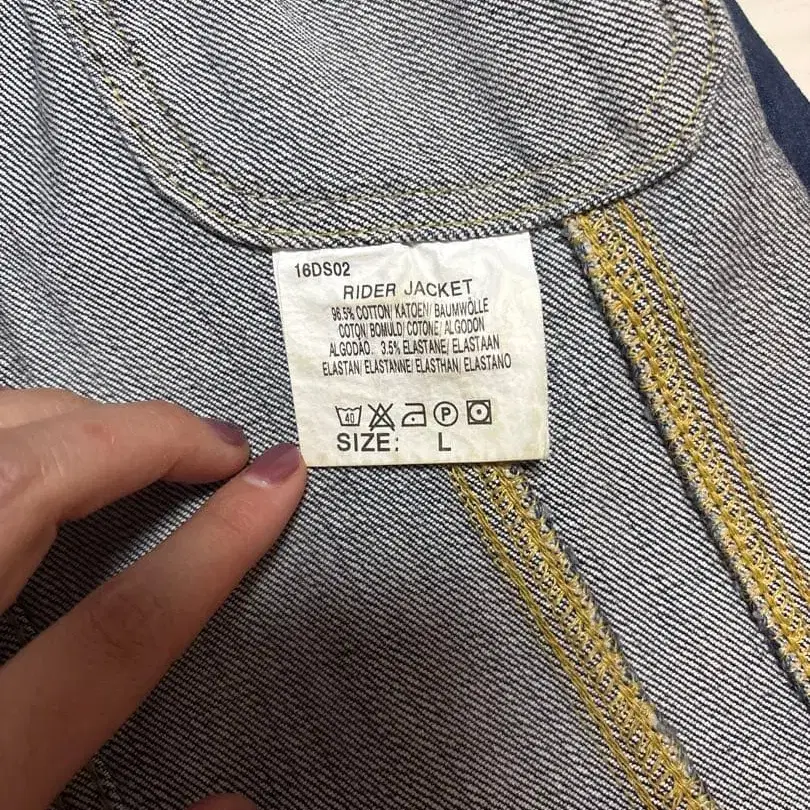 16DS02
RIDER JACKET
96.5% COTTON/ KATOEN/ BAUMWÖLLE
COTON/ BOMULD/ COTONE/ ALGODON
ALGODAO. 3.5% ELASTANE/ ELASTAAN
ELASTAN/ ELASTANNE/ ELASTHAN/ ELASTANO
40 P
SIZE: L